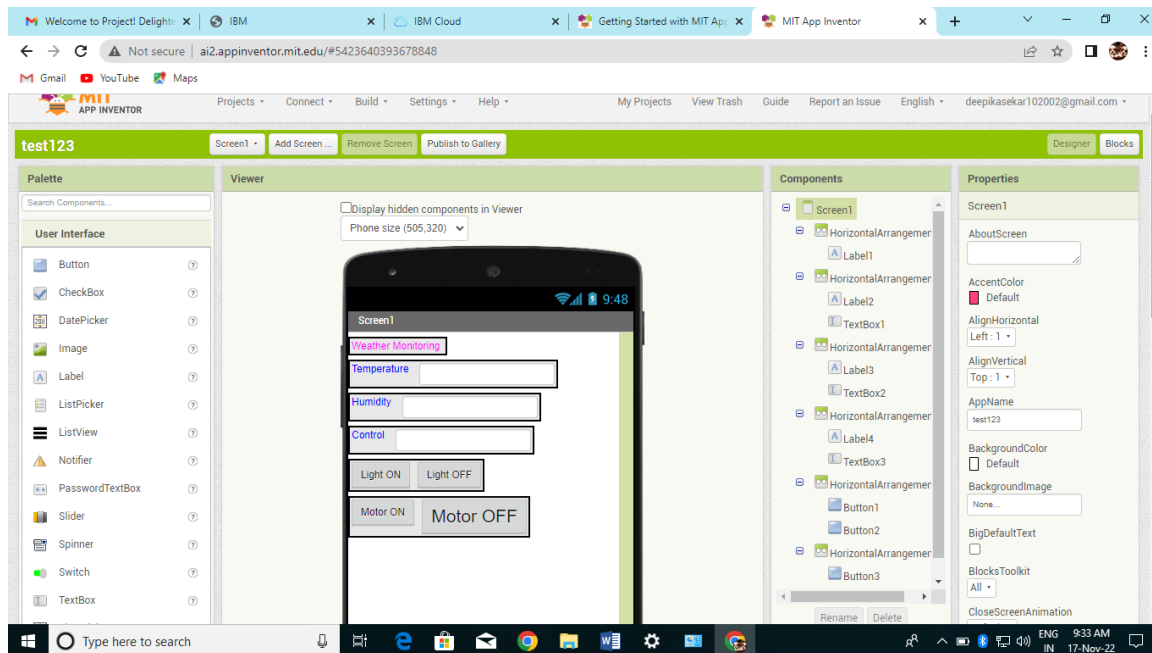 Welcome to Project! Delighte
IBM
IBM Cloud
Getting Started with MIT App
MIT App Inventor
Not secure | ai2.appinventor.mit.edu/#5423640393678848
Gmail YouTube Maps
MIT
APP INVENTOR
Projects Connect Build Settings Help My Projects View Trash Guide Report an Issue English deepikasekar102002@gmail.com
test123 Screen1 Add Screen ... Remove Screen Publish to Gallery Designer Blocks
Palette
Search Components...
User Interface
Button
CheckBox
DatePicker
Image
Label
ListPicker
ListView
Notifier
PasswordTextBox
Slider
Spinner
Switch
TextBox
Viewer
Display hidden components in Viewer
Phone size (505,320)
9:48
Screen1
Weather Monitoring
Temperature
Humidity
Control
Light ON Light OFF
Motor ON Motor OFF
Components
Screen1
HorizontalArrangemer
Label1
HorizontalArrangemer
Label2
TextBox1
HorizontalArrangemer
Label3
TextBox2
HorizontalArrangemer
Label4
TextBox3
HorizontalArrangemer
Button1
Button2
HorizontalArrangemer
Button3
Rename Delete
Properties
Screen1
AboutScreen
AccentColor
Default
AlignHorizontal
Left : 1
AlignVertical
Top : 1
AppName
test123
BackgroundColor
Default
BackgroundImage
None...
BigDefaultText
BlocksToolkit
All
CloseScreenAnimation
Type here to search
ENG
IN
9:33 AM
17-Nov-22